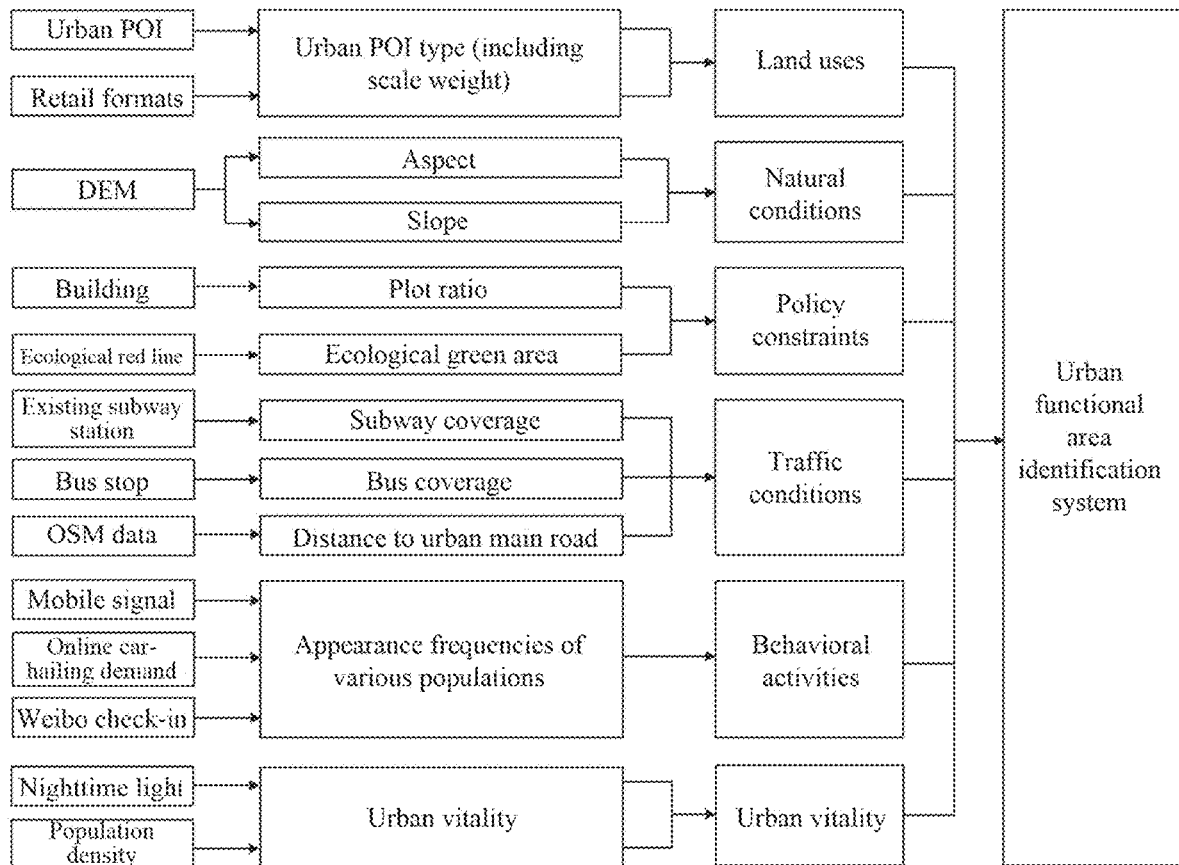 Urban POI
Retail formats
Urban POI type (including
scale weight)
Land uses
DEM
Aspect
Slope
Natural
conditions
Building
Plot ratio
Ecological red line
Ecological green area
Policy
constraints
Existing subway
station
Subway coverage
Bus stop
Bus coverage
OSM data
Distance to urban main road
Traffic
conditions
Mobile signal
Online car-
hailing demand
Weibo check-in
Appearance frequencies of
various populations
Behavioral
activities
Nighttime light
Population
density
Urban vitality
Urban vitality
Urban
functional
area
identification
system